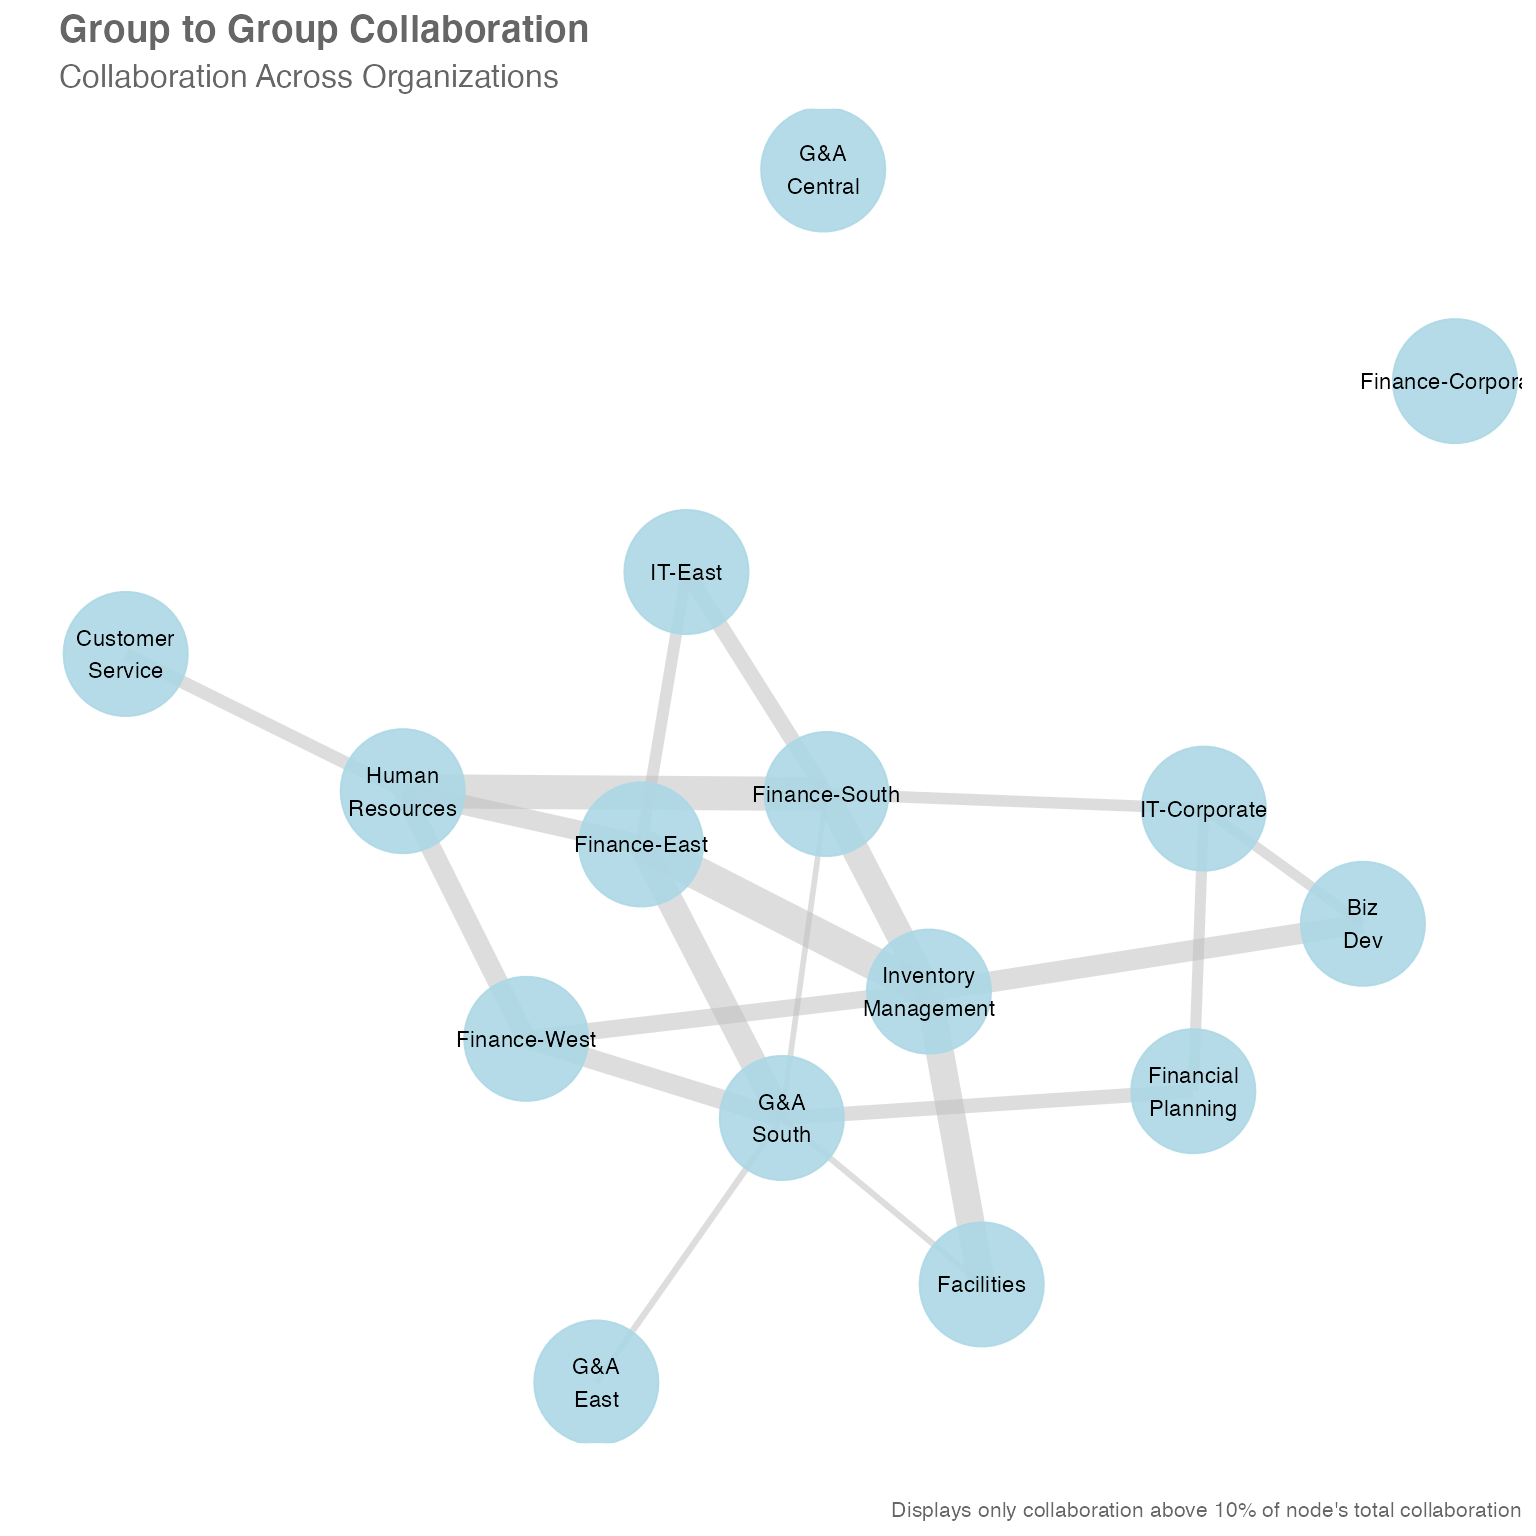 Group to Group Collaboration
Collaboration Across Organizations
G&A
Central
Finance-Corpora
IT-East
Customer
Service
Human
Resources
Finance-South
IT-Corporate
Finance-East
Biz
Dev
Inventory
Management
Finance-West
Financial
Planning
G&A
South
Facilities
G&A
East
Displays only collaboration above 10% of node's total collaboration